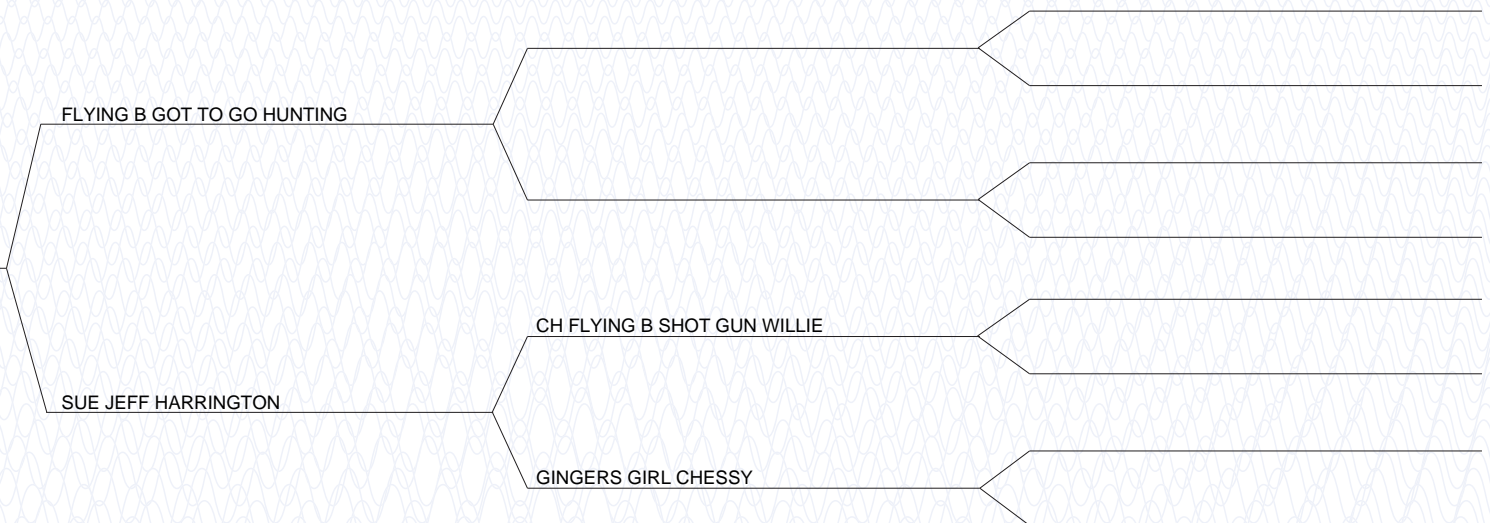 FLYING B GOT TO GO HUNTING
CH FLYING B SHOT GUN WILLIE
SUE JEFF HARRINGTON
GINGERS GIRL CHESSY